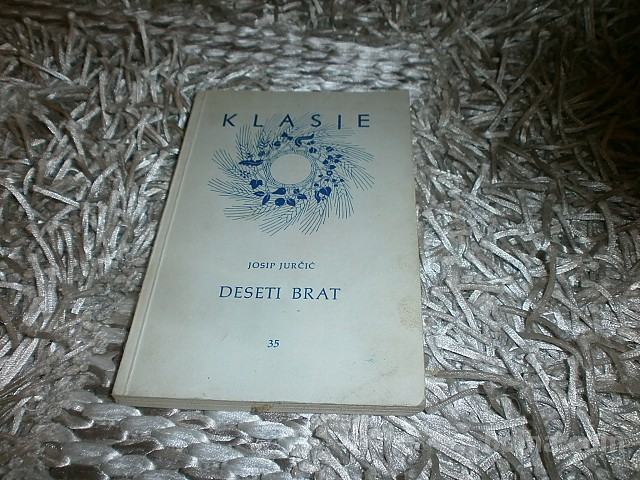 KLASJE
JOSIP JURČIČ
DESETI BRAT
35